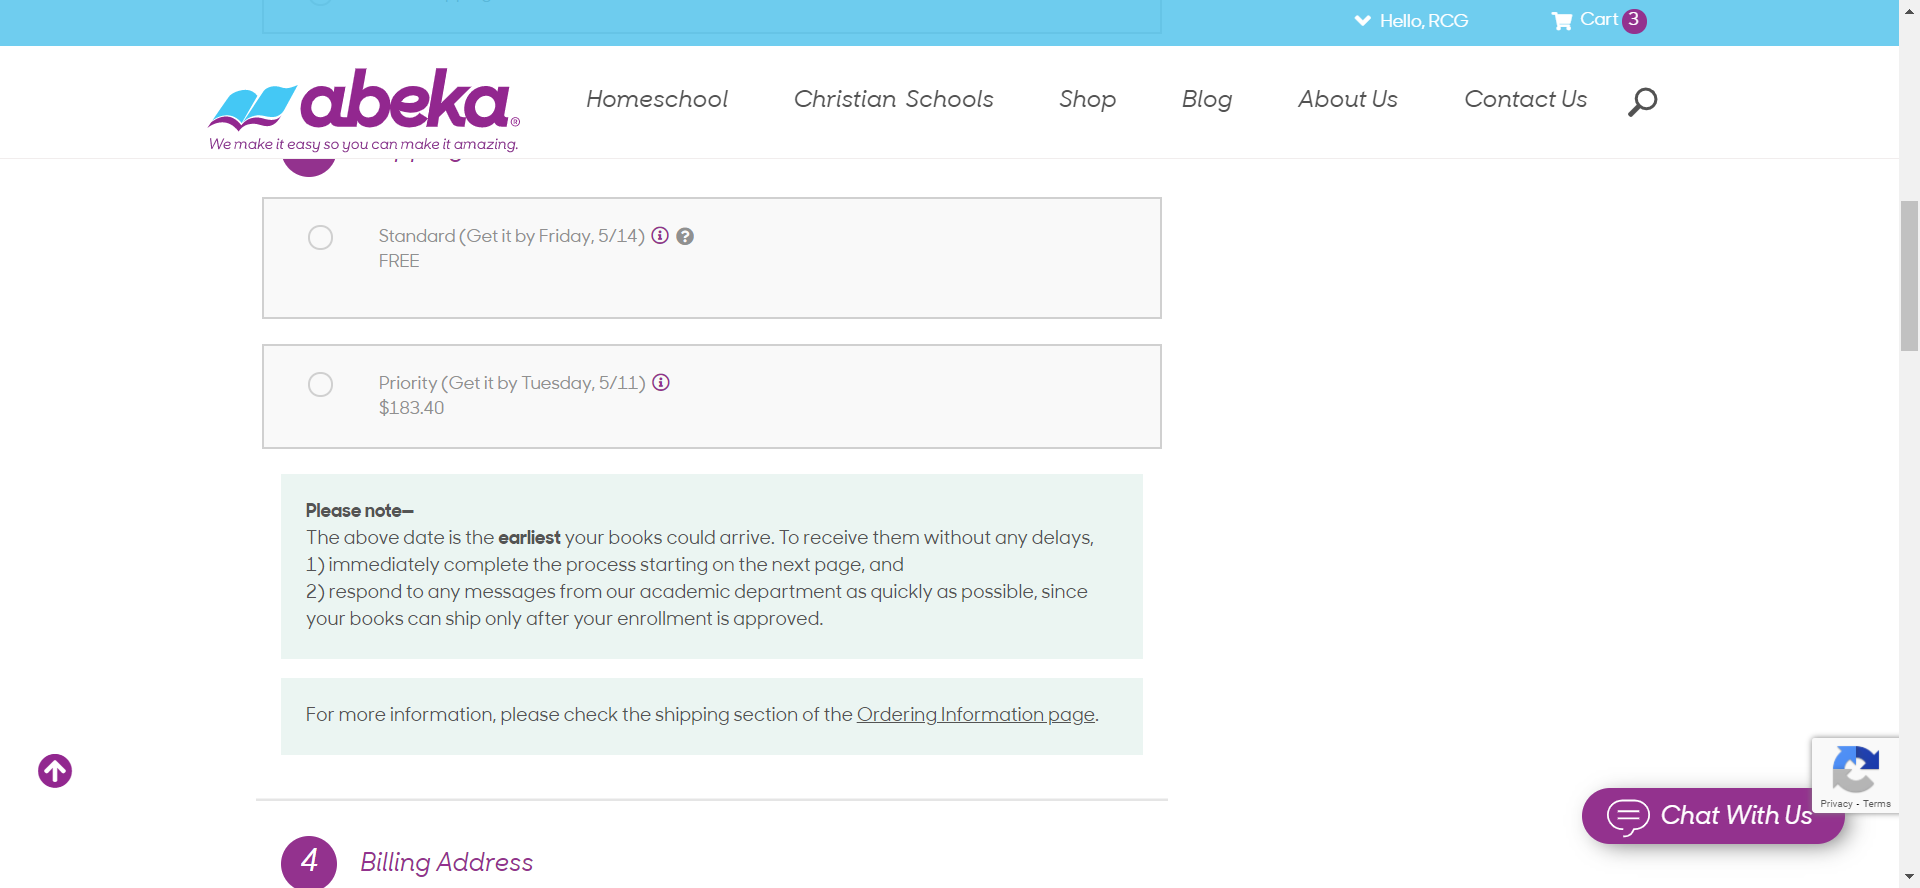 Hello, RCG
Cart 3
abeka®
We make it easy so you can make it amazing.
Homeschool
Christian Schools
Shop
Blog
About Us
Contact Us
Standard (Get it by Friday, 5/14)
FREE
Priority (Get it by Tuesday, 5/11)
$183.40
Please note—
The above date is the earliest your books could arrive. To receive them without any delays,
1) immediately complete the process starting on the next page, and
2) respond to any messages from our academic department as quickly as possible, since
your books can ship only after your enrollment is approved.
For more information, please check the shipping section of the Ordering Information page.
Privacy - Terms
Chat With Us
4 Billing Address